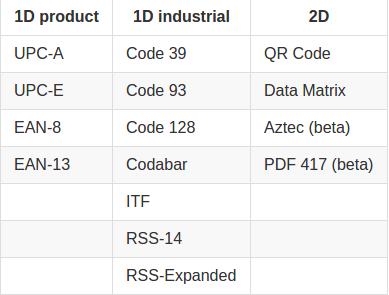 1D product 1D industrial 2D
UPC-A Code 39 QR Code
UPC-E Code 93 Data Matrix
EAN-8 Code 128 Aztec (beta)
EAN-13 Codabar PDF 417 (beta)
ITF
RSS-14
RSS-Expanded